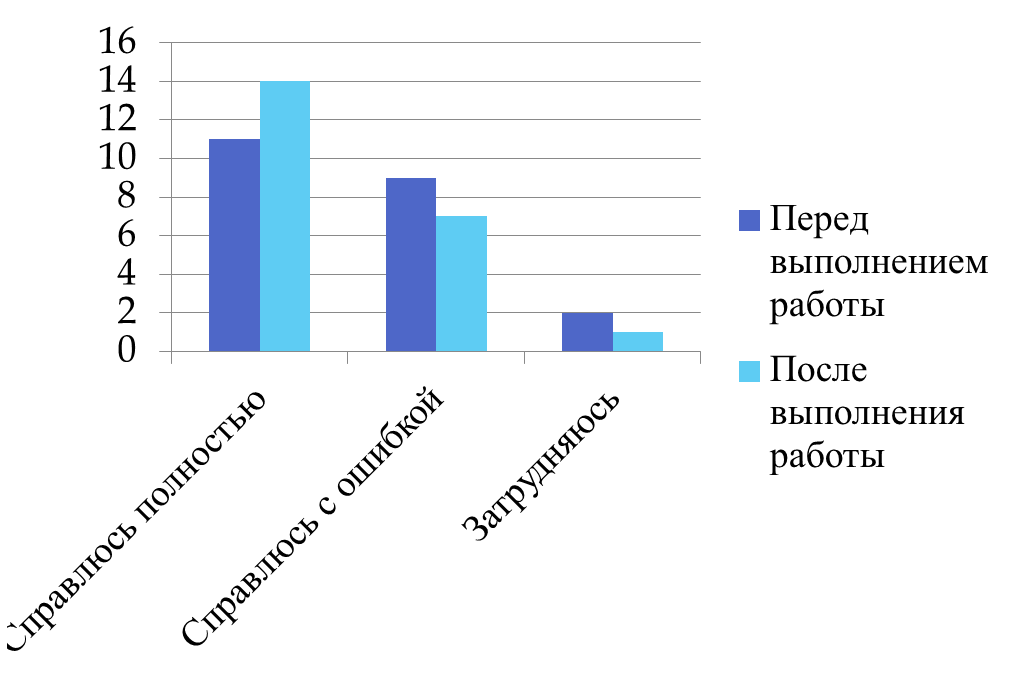 16
14
12
10
8
6
4
2
0
Справлюсь полностью
Справлюсь с ошибкой
Затрудняюсь
Перед
выполнением
работы
После
выполнения
работы